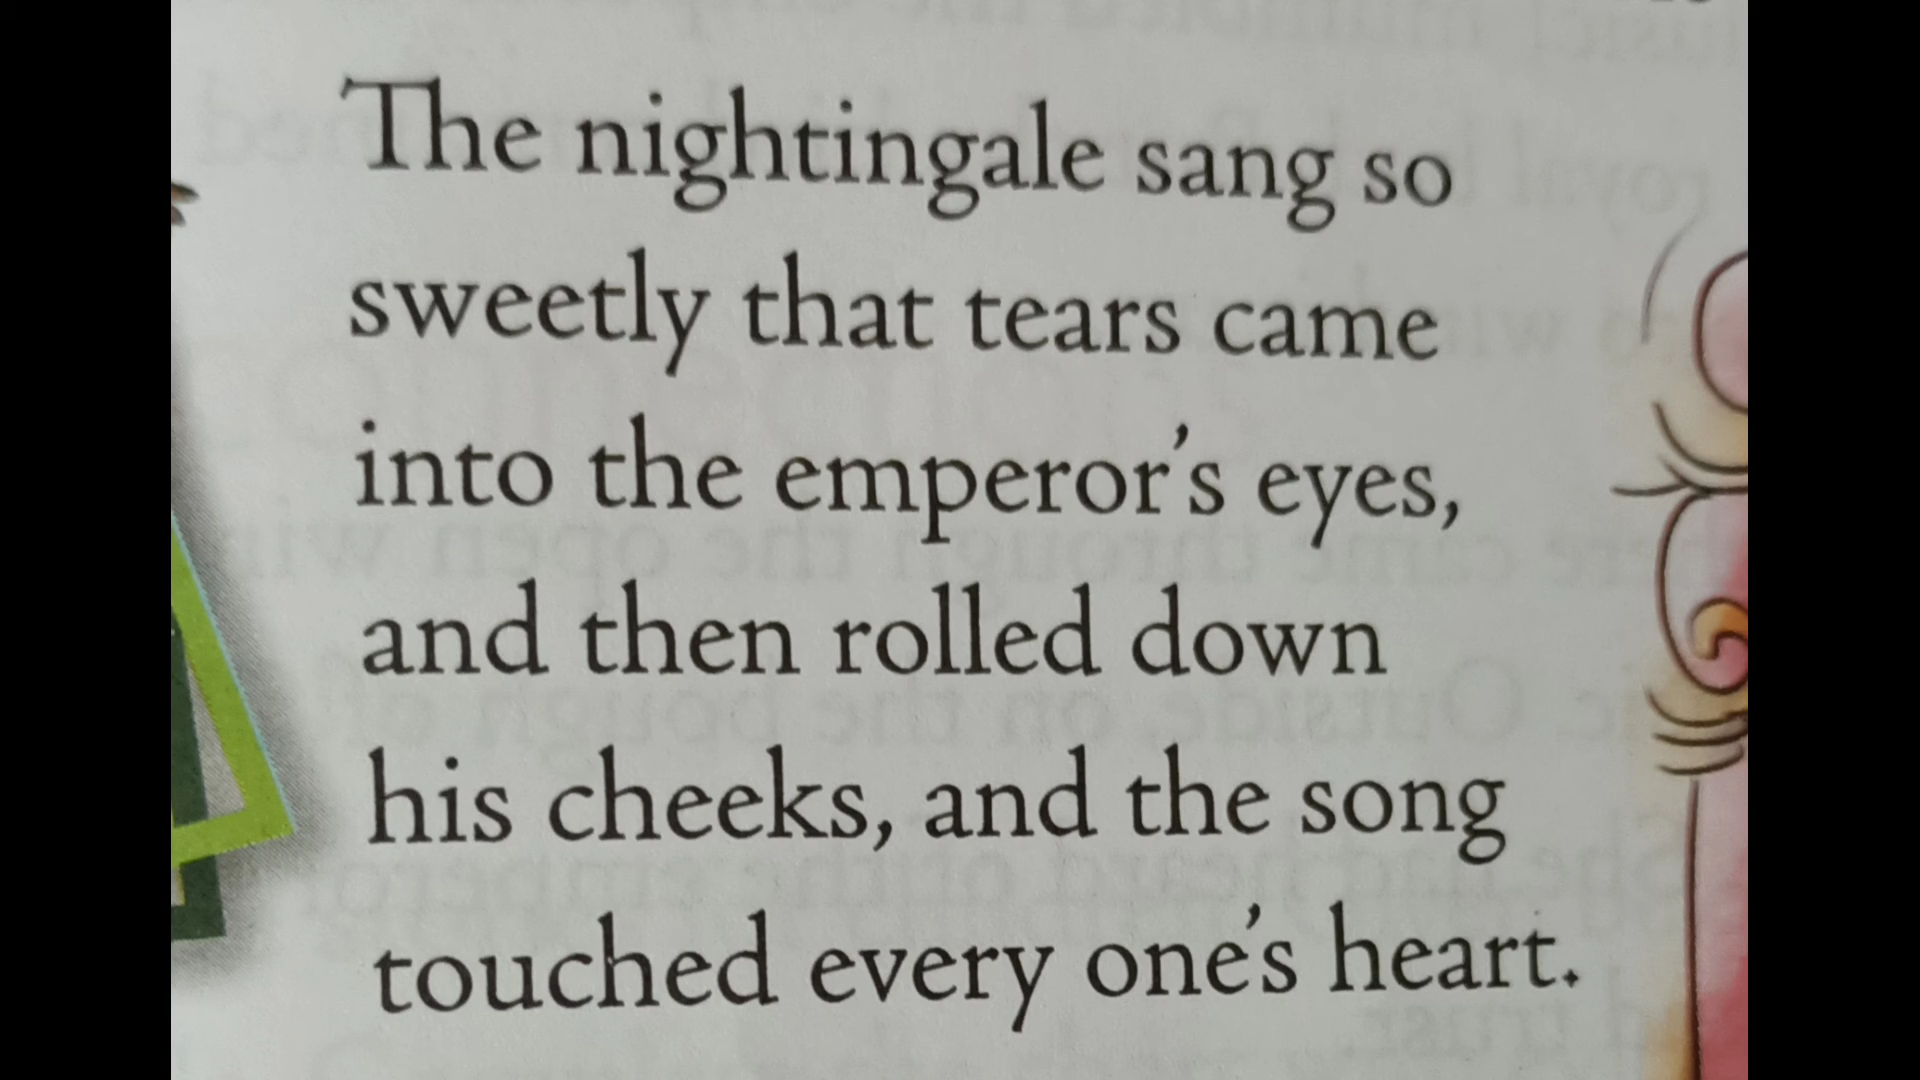 The nightingale sang so
sweetly that tears came
into the emperor's eyes,
and then rolled down
his cheeks, and the song
touched every one's heart.